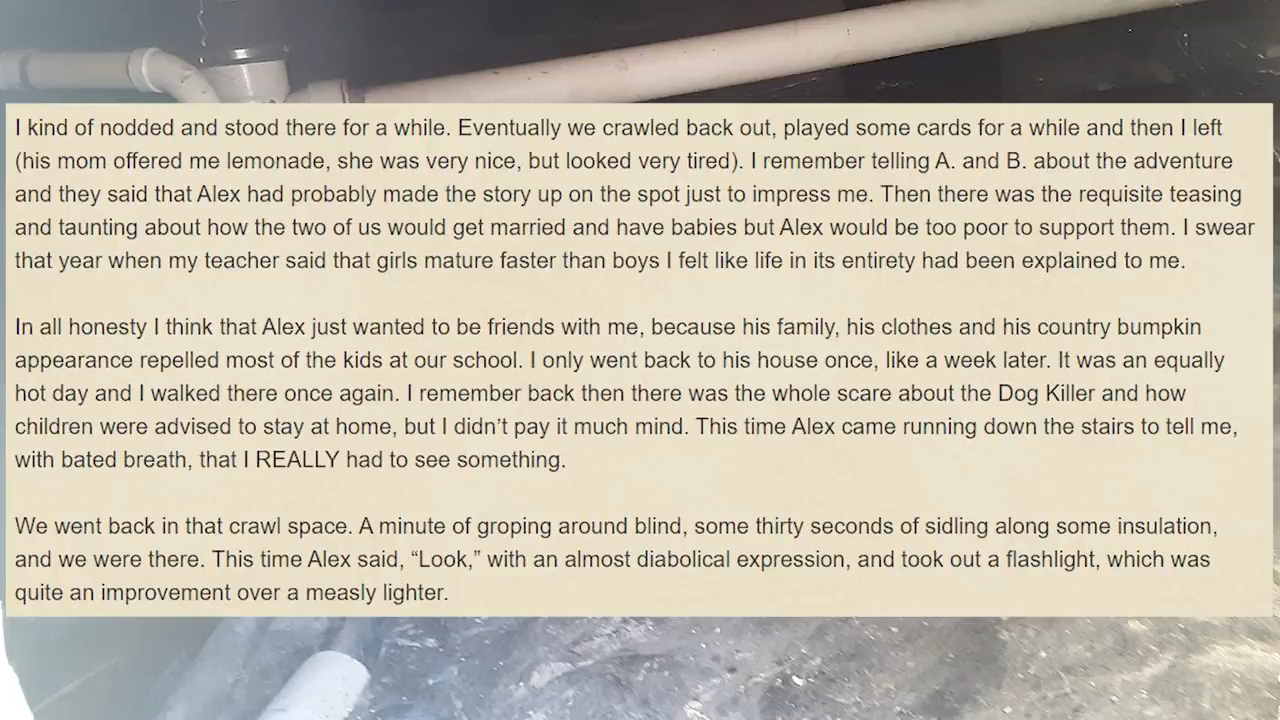 I kind of nodded and stood there for a while. Eventually we crawled back out, played some cards for a while and then I left
(his mom offered me lemonade, she was very nice, but looked very tired). I remember telling A. and B. about the adventure
and they said that Alex had probably made the story up on the spot just to impress me. Then there was the requisite teasing
and taunting about how the two of us would get married and have babies but Alex would be too poor to support them. I swear
that year when my teacher said that girls mature faster than boys I felt like life in its entirety had been explained to me.
In all honesty I think that Alex just wanted to be friends with me, because his family, his clothes and his country bumpkin
appearance repelled most of the kids at our school. I only went back to his house once, like a week later. It was an equally
hot day and I walked there once again. I remember back then there was the whole scare about the Dog Killer and how
children were advised to stay at home, but I didn’t pay it much mind. This time Alex came running down the stairs to tell me,
with bated breath, that I REALLY had to see something.
We went back in that crawl space. A minute of groping around blind, some thirty seconds of sidling along some insulation,
and we were there. This time Alex said, “Look,” with an almost diabolical expression, and took out a flashlight, which was
quite an improvement over a measly lighter.